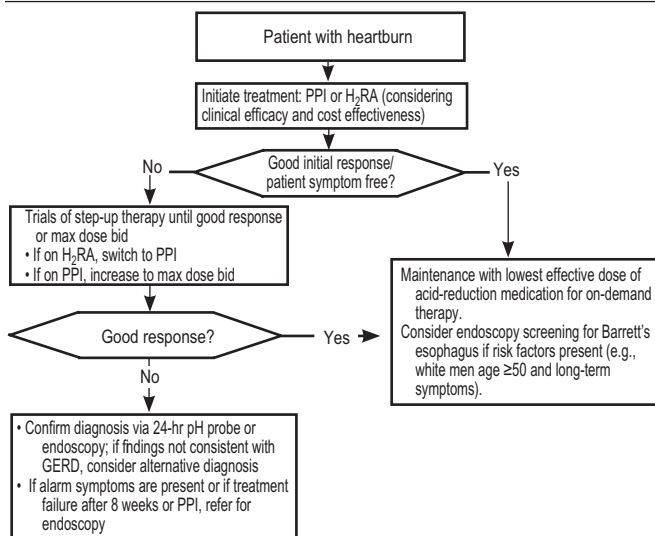 Patient with heartburn
Initiate treatment: PPI or H₂RA (considering
clinical efficacy and cost effectiveness)
No
Good initial response/
patient symptom free?
Yes
Trials of step-up therapy until good response
or max dose bid
• If on H₂RA, switch to PPI
• If on PPI, increase to max dose bid
Maintenance with lowest effective dose of
acid-reduction medication for on-demand
therapy.
Consider endoscopy screening for Barrett's
esophagus if risk factors present (e.g.,
white men age ≥50 and long-term
symptoms).
Good response?
Yes
No
• Confirm diagnosis via 24-hr pH probe or
endoscopy; if findings not consistent with
GERD, consider alternative diagnosis
• If alarm symptoms are present or if treatment
failure after 8 weeks or PPI, refer for
endoscopy